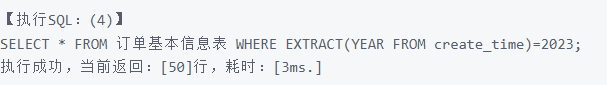 【执行SQL：(4)】
SELECT * FROM 订单基本信息表 WHERE EXTRACT(YEAR FROM create_time)=2023;
执行成功，当前返回：[50]行，耗时：[3ms.]